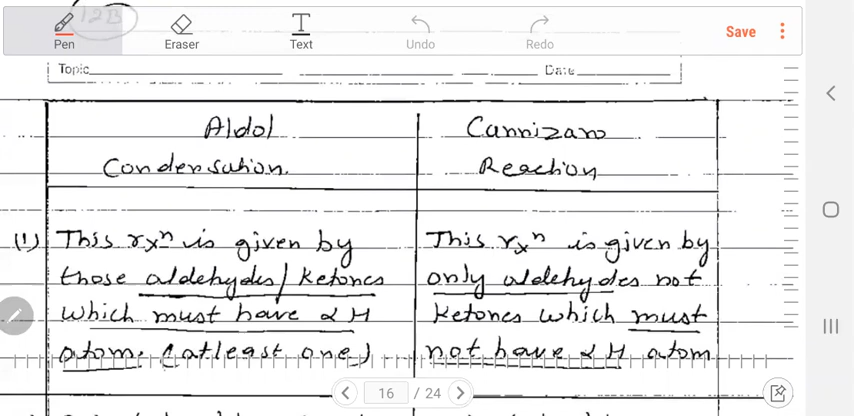 12B
Pen
Eraser
Text
Undo
Redo
Save
Topic
Date
Aldol
Condensation.
Cannizaro
Reaction
(1) This rxⁿ is given by
those aldehydes/ketones
which must have α H
atom. (atleast one)
This rxⁿ is given by
only aldehydes not
ketones which must
not have α H atom
16 / 24